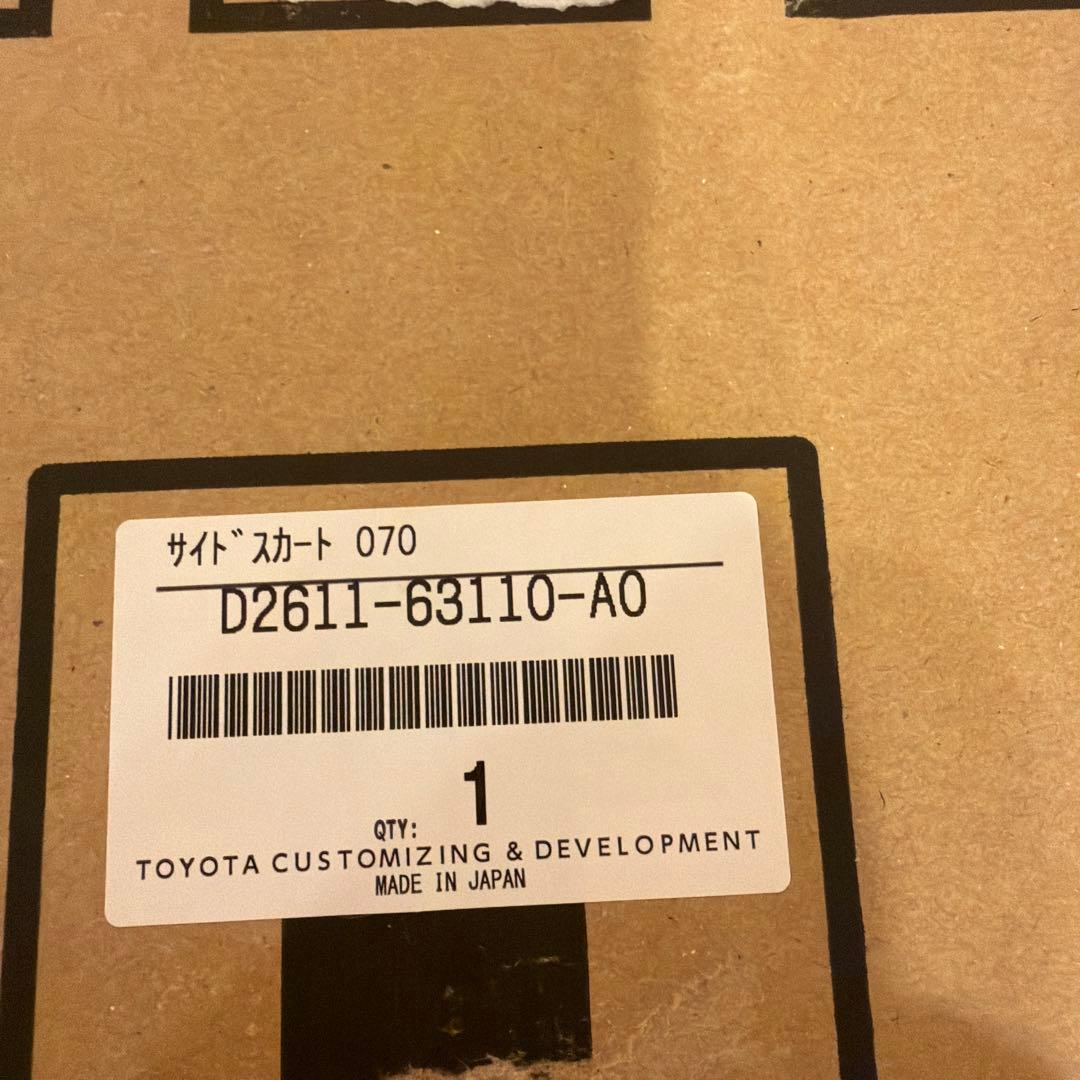 ｻｲﾄﾞｽｶｰﾄ 070
D2611-63110-A0
1
QTY:
TOYOTA CUSTOMIZING & DEVELOPMENT
MADE IN JAPAN